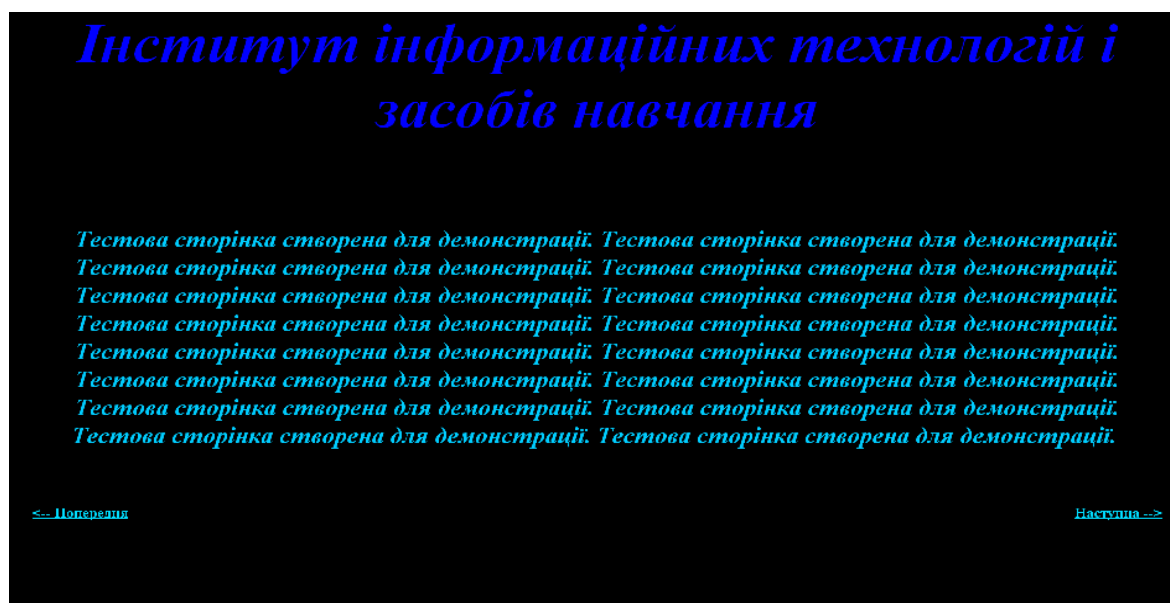 Інститут інформаційних технологій і
засобів навчання
Тестова сторінка створена для демонстрації. Тестова сторінка створена для демонстрації.
Тестова сторінка створена для демонстрації. Тестова сторінка створена для демонстрації.
Тестова сторінка створена для демонстрації. Тестова сторінка створена для демонстрації.
Тестова сторінка створена для демонстрації. Тестова сторінка створена для демонстрації.
Тестова сторінка створена для демонстрації. Тестова сторінка створена для демонстрації.
Тестова сторінка створена для демонстрації. Тестова сторінка створена для демонстрації.
Тестова сторінка створена для демонстрації. Тестова сторінка створена для демонстрації.
Тестова сторінка створена для демонстрації. Тестова сторінка створена для демонстрації.
<-- Попередня
Наступна -->